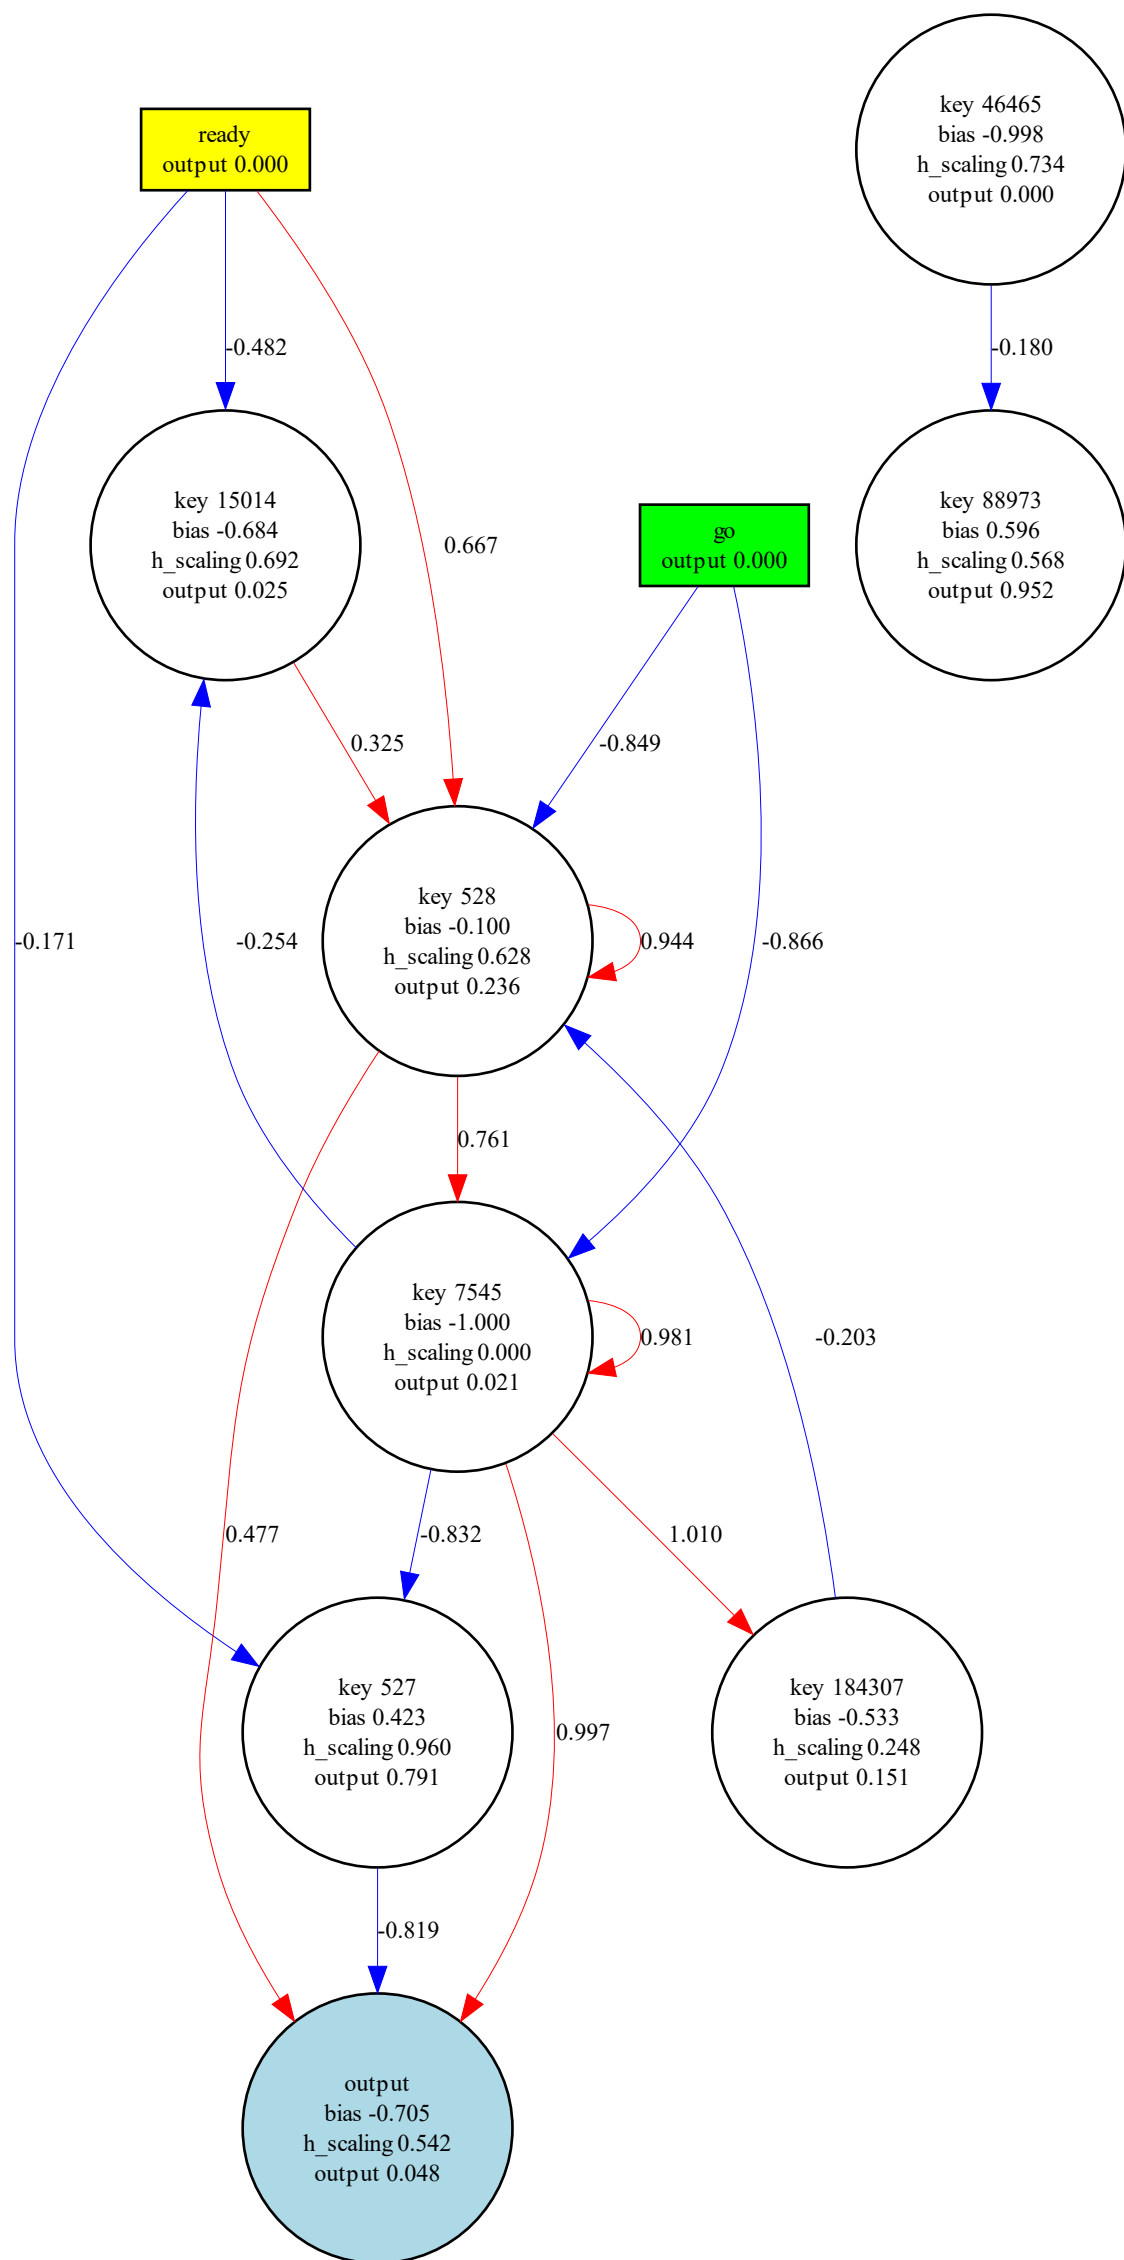 key 46465
bias -0.998
h_scaling 0.734
output 0.000
ready
output 0.000
-0.482
-0.180
key 15014
bias -0.684
h_scaling 0.692
output 0.025
0.667
go
output 0.000
key 88973
bias 0.596
h_scaling 0.568
output 0.952
0.325
-0.849
-0.171
-0.254
key 528
bias -0.100
h_scaling 0.628
output 0.236
0.944
-0.866
0.761
key 7545
bias -1.000
h_scaling 0.000
output 0.021
0.981
-0.203
0.477
-0.832
1.010
key 527
bias 0.423
h_scaling 0.960
output 0.791
0.997
key 184307
bias -0.533
h_scaling 0.248
output 0.151
-0.819
output
bias -0.705
h_scaling 0.542
output 0.048